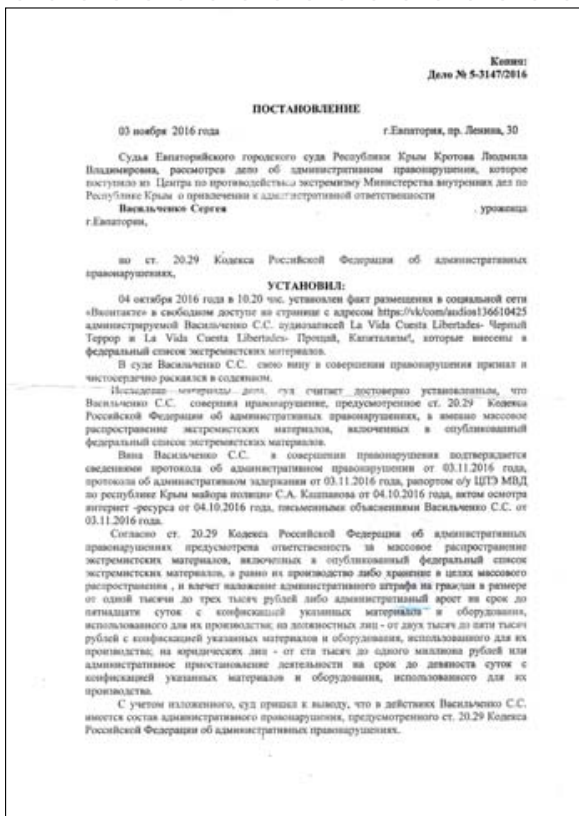 Копия:
Дело № 5-3147/2016
ПОСТАНОВЛЕНИЕ
03 ноября 2016 года г.Евпатория, пр. Ленина, 30
Судья Евпаторийского городского суда Республики Крым Кротова Людмила
Владимировна, рассмотрев дело об административном правонарушении, которое
поступило из Центра по противодействию экстремизму Министерства внутренних дел по
Республике Крым о привлечении к административной ответственности
Васильченко Сергея , уроженца
г.Евпатории,
по ст. 20.29 Кодекса Российской Федерации об административных
правонарушениях,
УСТАНОВИЛ:
04 октября 2016 года в 10.20 час. установлен факт размещения в социальной сети
«Вконтакте» в свободном доступе на странице с адресом https://vk/com/audios136610425
администрируемой Васильченко С.С. аудиозаписей La Vida Cuesta Libertades- Черный
Террор и La Vida Cuesta Libertades- Прощай, Капитализм!, которые внесены в
федеральный список экстремистских материалов.
В суде Васильченко С.С. свою вину в совершении правонарушения признал и
чистосердечно раскаялся в содеянном.
Исследовав материалы дела, суд считает достоверно установленным, что
Васильченко С.С. совершил правонарушение, предусмотренное ст. 20.29 Кодекса
Российской Федерации об административных правонарушениях, а именно массовое
распространение экстремистских материалов, включенных в опубликованный
федеральный список экстремистских материалов.
Вина Васильченко С.С. в совершении правонарушения подтверждается
сведениями протокола об административном правонарушении от 03.11.2016 года,
протокола об административном задержании от 03.11.2016 года, рапортом о/у ЦПЭ МВД
по республике Крым майора полиции С.А. Кашпанова от 04.10.2016 года, актом осмотра
интернет -ресурса от 04.10.2016 года, письменными объяснениями Васильченко С.С. от
03.11.2016 года.
Согласно ст. 20.29 Кодекса Российской Федерации об административных
правонарушениях предусмотрена ответственность за массовое распространение
экстремистских материалов, включенных в опубликованный федеральный список
экстремистских материалов, а равно их производство либо хранение в целях массового
распространения , и влечет наложение административного штрафа на граждан в размере
от одной тысячи до трех тысяч рублей либо административный арест на срок до
пятнадцати суток с конфискацией указанных материалов и оборудования,
использованного для их производства; на должностных лиц - от двух тысяч до пяти тысяч
рублей с конфискацией указанных материалов и оборудования, использованного для их
производства; на юридических лиц - от ста тысяч до одного миллиона рублей или
административное приостановление деятельности на срок до девяноста суток с
конфискацией указанных материалов и оборудования, использованного для их
производства.
С учетом изложенного, суд пришел к выводу, что в действиях Васильченко С.С.
имеется состав административного правонарушения, предусмотренного ст. 20.29 Кодекса
Российской Федерации об административных правонарушениях.